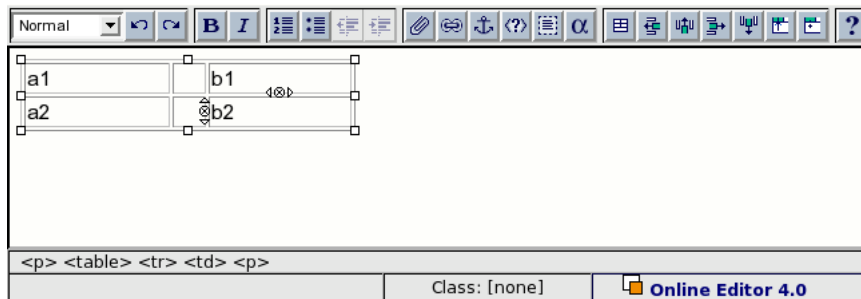 Normal B I α ?
a1 b1
a2 b2
<p> <table> <tr> <td> <p>
Class: [none] Online Editor 4.0